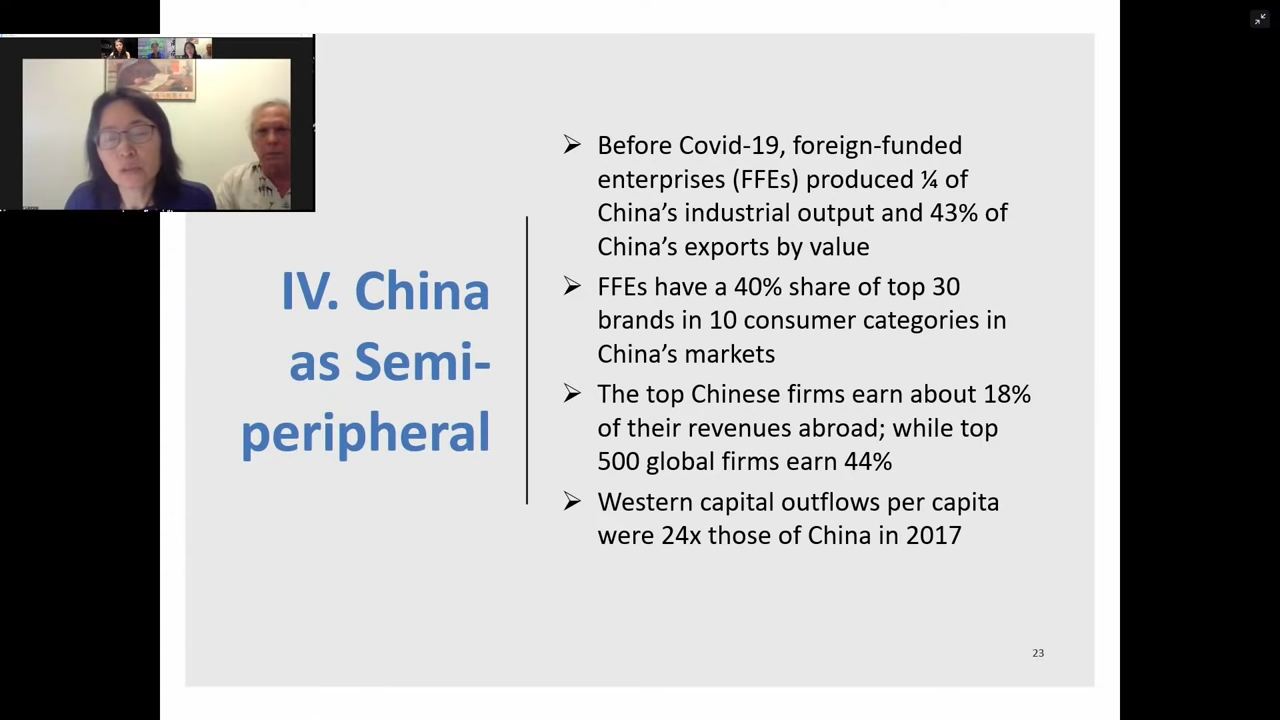 IV. China
as Semi-
peripheral
➢ Before Covid-19, foreign-funded
enterprises (FFEs) produced ¼ of
China’s industrial output and 43% of
China’s exports by value
➢ FFEs have a 40% share of top 30
brands in 10 consumer categories in
China’s markets
➢ The top Chinese firms earn about 18%
of their revenues abroad; while top
500 global firms earn 44%
➢ Western capital outflows per capita
were 24x those of China in 2017
23